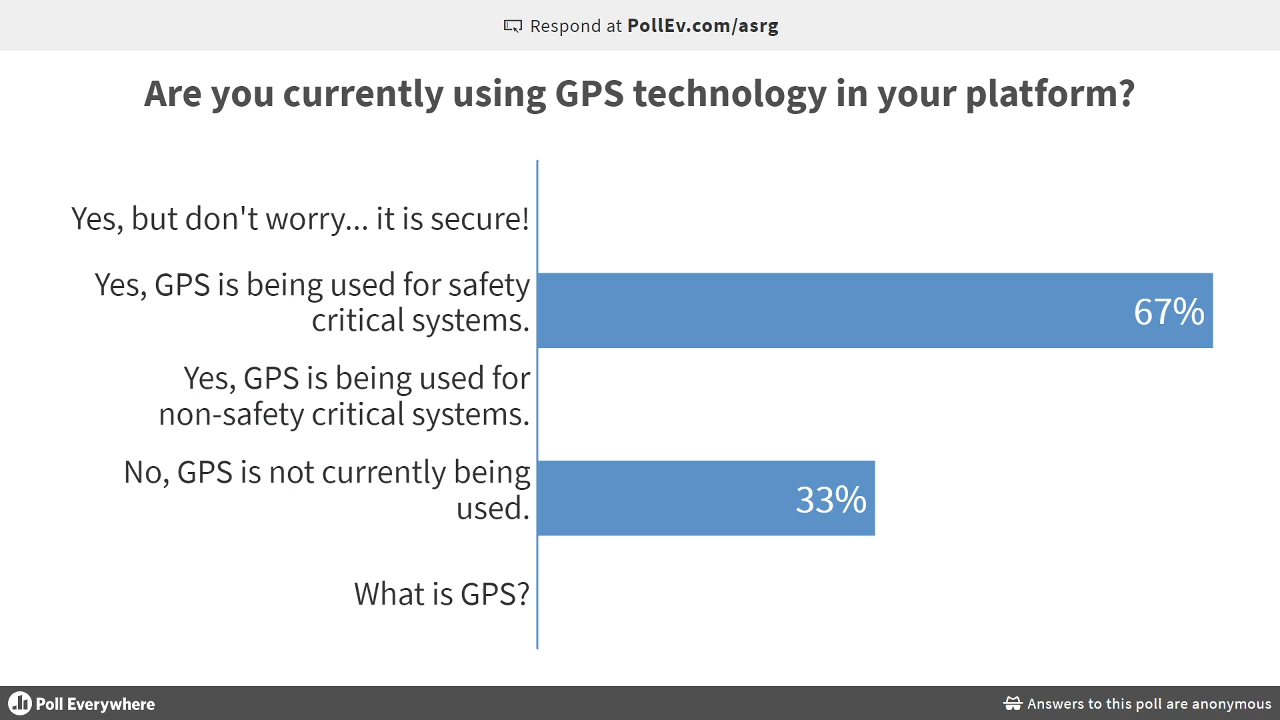 Respond at PollEv.com/asrg
Are you currently using GPS technology in your platform?
Yes, but don't worry... it is secure!
Yes, GPS is being used for safety
critical systems.
67%
Yes, GPS is being used for
non-safety critical systems.
No, GPS is not currently being
used.
33%
What is GPS?
Poll Everywhere
Answers to this poll are anonymous